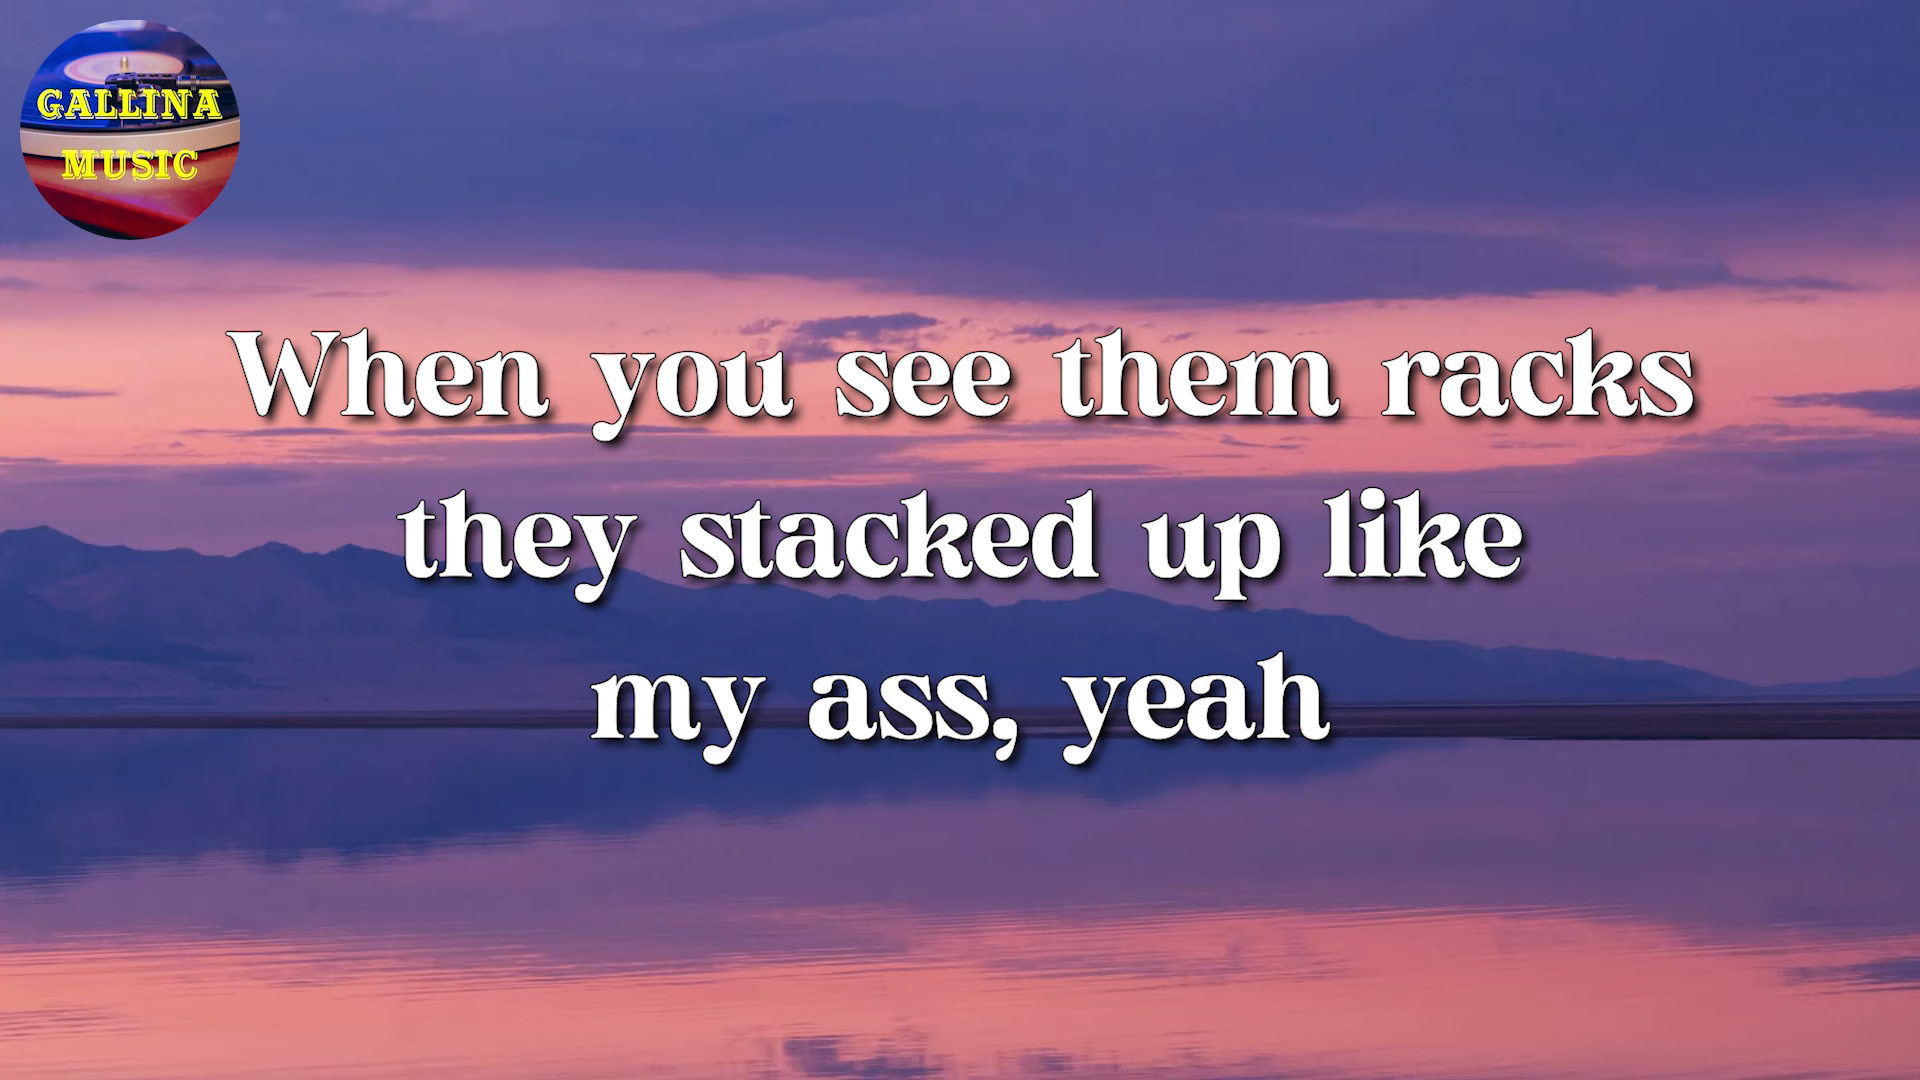 GALLINA
MUSIC
When you see them racks
they stacked up like
my ass, yeah